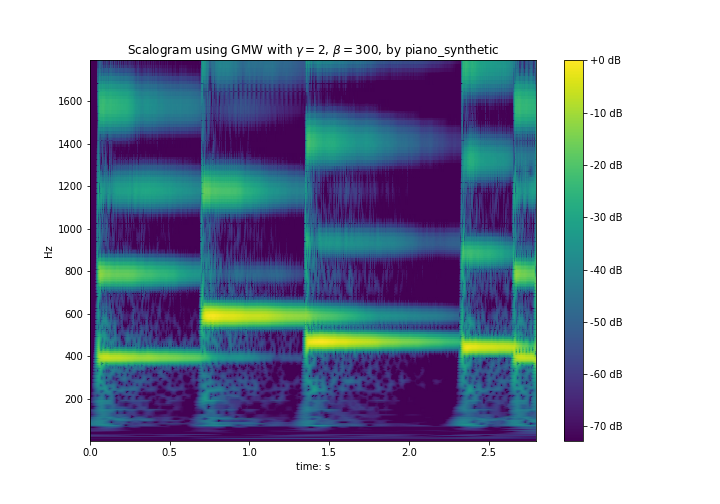 Scalogram using GMW with γ = 2, β = 300, by piano_synthetic
+0 dB
1600
-10 dB
1400
-20 dB
1200
-30 dB
1000
Hz
-40 dB
800
600
-50 dB
400
-60 dB
200
-70 dB
0.0 0.5 1.0 1.5 2.0 2.5
time: s